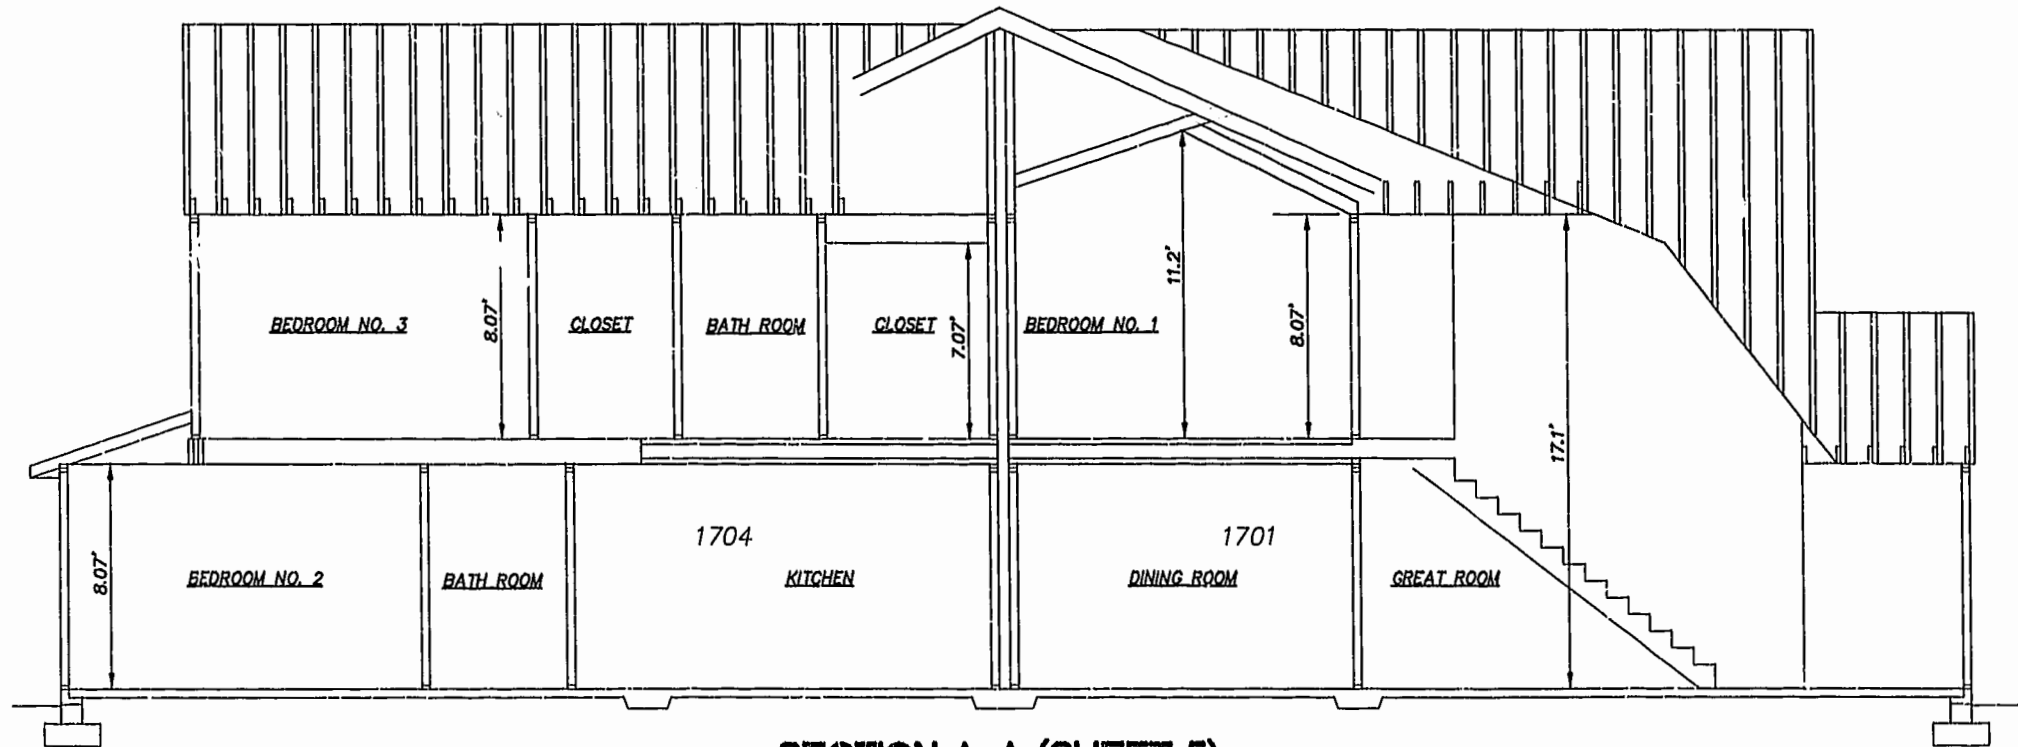 BEDROOM NO. 3
8.07'
CLOSET
BATH ROOM
CLOSET
7.07'
BEDROOM NO. 1
11.2'
8.07'
17.1'
8.07'
BEDROOM NO. 2
BATH ROOM
1704
KITCHEN
1701
DINING ROOM
GREAT ROOM